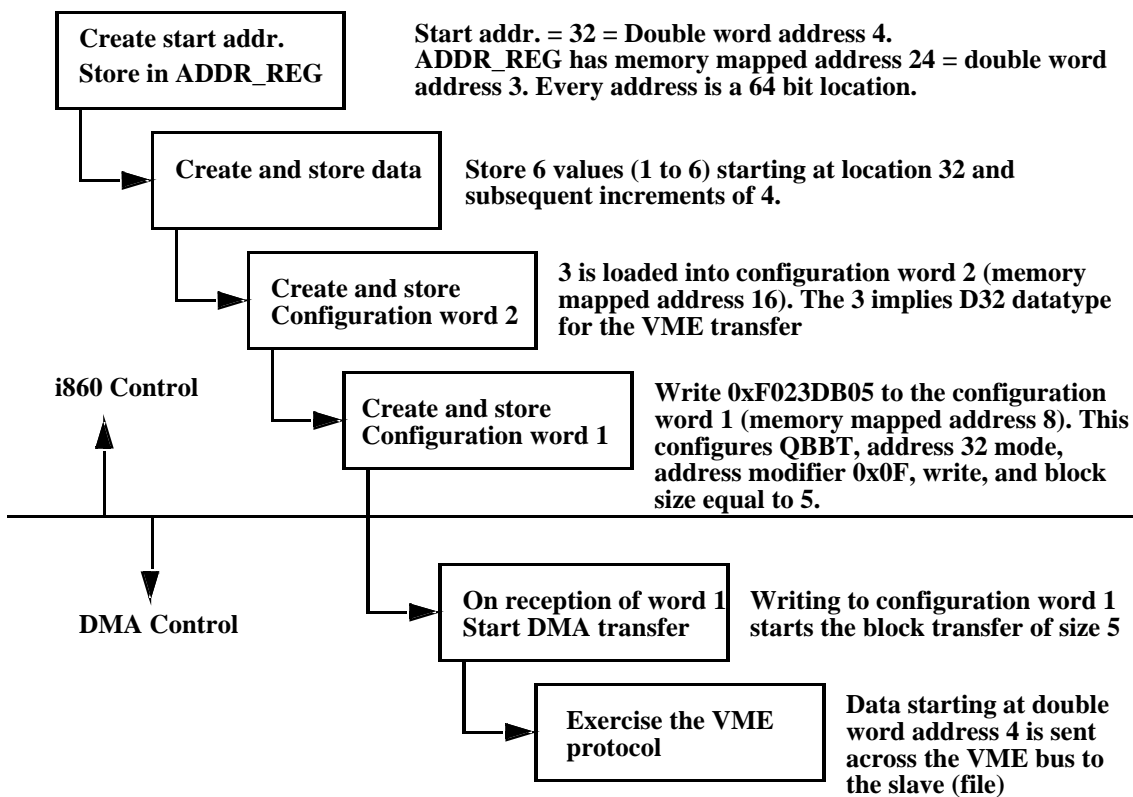 Create start addr.
Store in ADDR_REG
Start addr. = 32 = Double word address 4.
ADDR_REG has memory mapped address 24 = double word
address 3. Every address is a 64 bit location.
Create and store data
Store 6 values (1 to 6) starting at location 32 and
subsequent increments of 4.
Create and store
Configuration word 2
3 is loaded into configuration word 2 (memory
mapped address 16). The 3 implies D32 datatype
for the VME transfer
i860 Control
Create and store
Configuration word 1
Write 0xF023DB05 to the configuration
word 1 (memory mapped address 8). This
configures QBBT, address 32 mode,
address modifier 0x0F, write, and block
size equal to 5.
DMA Control
On reception of word 1
Start DMA transfer
Writing to configuration word 1
starts the block transfer of size 5
Exercise the VME
protocol
Data starting at double
word address 4 is sent
across the VME bus to
the slave (file)